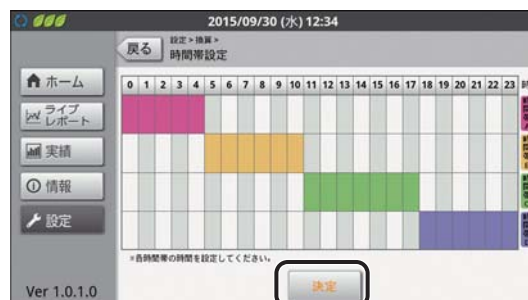 2015/09/30 (水) 12:34
戻る
設定 > 換算 >
時間帯設定
ホーム
ライブ
レポート
実績
情報
設定
0 1 2 3 4 5 6 7 8 9 10 11 12 13 14 15 16 17 18 19 20 21 22 23
※各時間帯の時間を設定してください。
決定
Ver 1.0.1.0